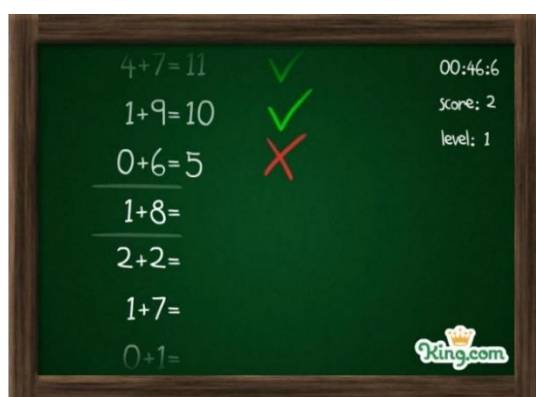 4+7=11
00:46:6
1+9=10
score: 2
0+6=5
level: 1
1+8=
2+2=
1+7=
0+1=
King.com